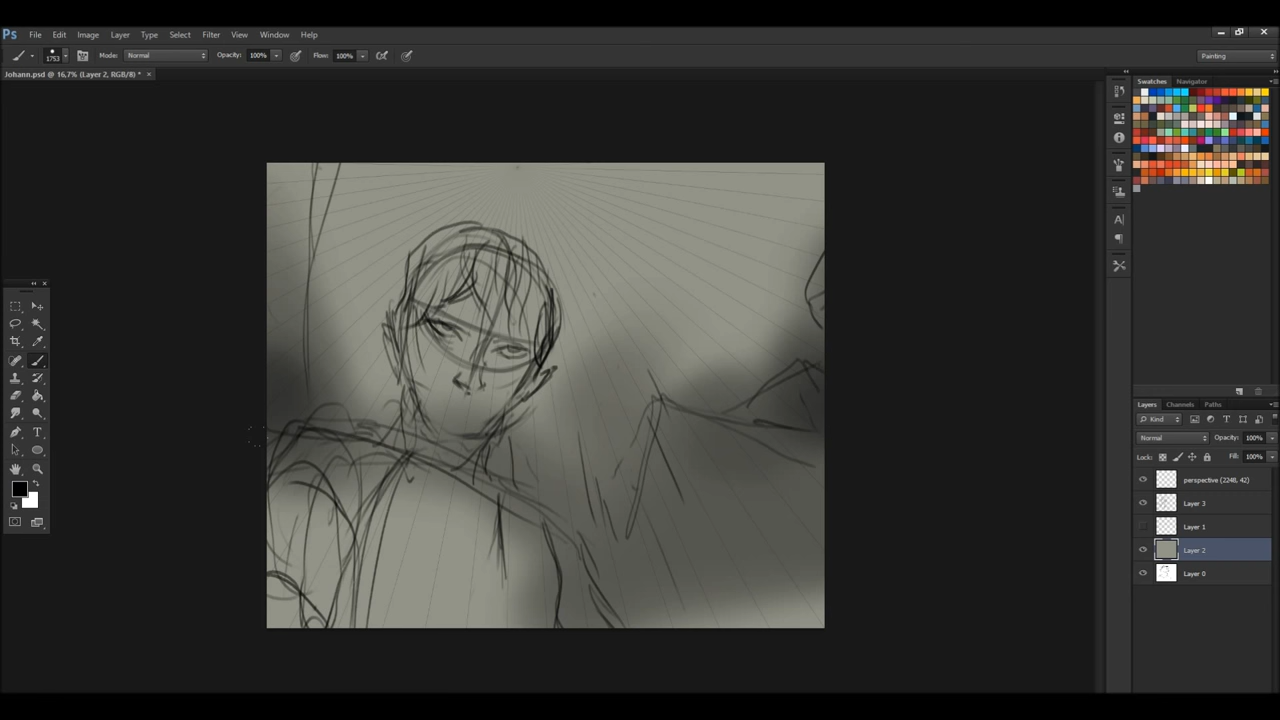 Ps File Edit Image Layer Type Select Filter View Window Help
1753 Mode: Normal Opacity: 100% Flow: 100% Painting
Johann.psd @ 16,7% (Layer 2, RGB/8) * ×
Swatches Navigator
Layers Channels Paths
Kind
Normal Opacity: 100%
Lock: Fill: 100%
perspective (2248, 42)
Layer 3
Layer 1
Layer 2
Layer 0